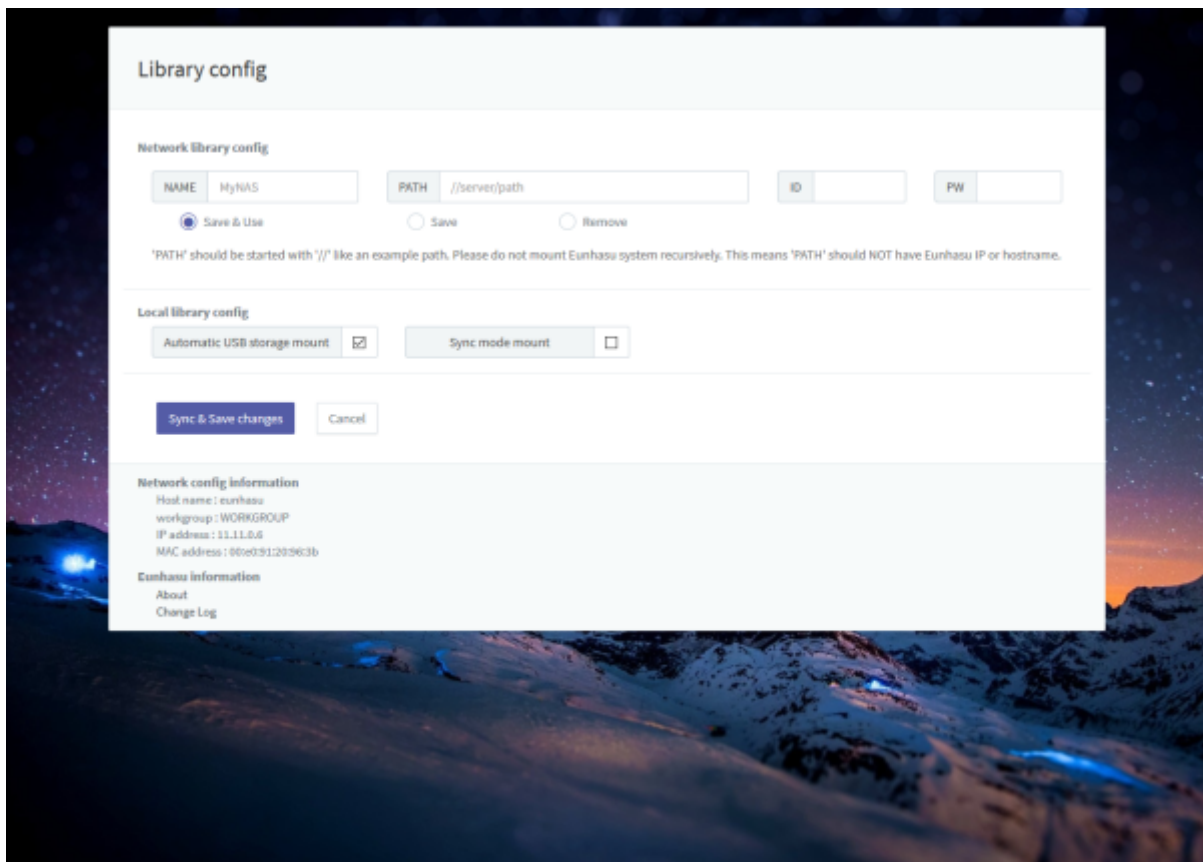 Library config
Network library config
NAME MyNAS PATH //server/path ID PW
Save & Use Save Remove
'PATH' should be started with '//' like an example path. Please do not mount Eunhasu system recursively. This means 'PATH' should NOT have Eunhasu IP or hostname.
Local library config
Automatic USB storage mount Sync mode mount
Sync & Save changes Cancel
Network config information
Host name : eunhasu
workgroup : WORKGROUP
IP address : 11.11.0.6
MAC address : 00:e0:91:20:96:3b
Eunhasu information
About
Change Log